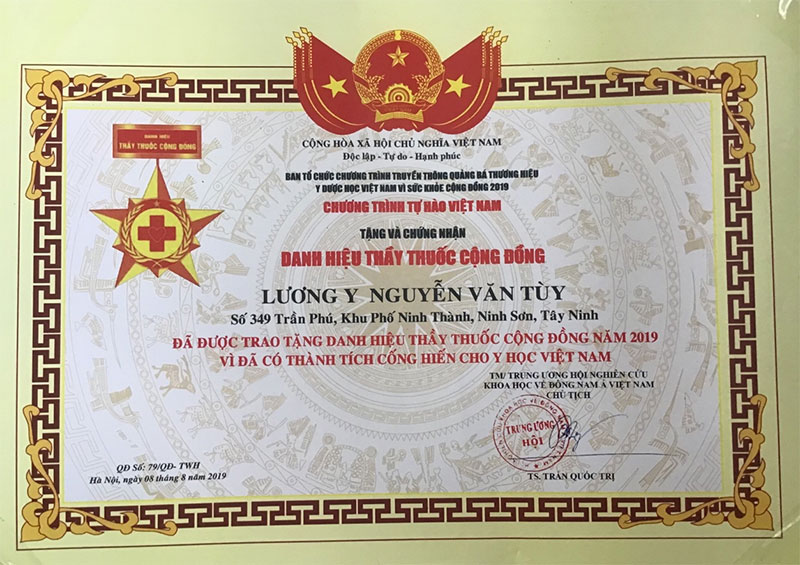 CỘNG HÒA XÃ HỘI CHỦ NGHĨA VIỆT NAM
Độc lập - Tự do - Hạnh phúc
BAN TỔ CHỨC CHƯƠNG TRÌNH TRUYỀN THÔNG QUẢNG BÁ THƯƠNG HIỆU
Y DƯỢC HỌC VIỆT NAM VÌ SỨC KHỎE CỘNG ĐỒNG 2019
CHƯƠNG TRÌNH TỰ HÀO VIỆT NAM
DANH HIỆU
THẦY THUỐC CỘNG ĐỒNG
TẶNG VÀ CHỨNG NHẬN
DANH HIỆU THẦY THUỐC CỘNG ĐỒNG
LƯƠNG Y NGUYỄN VĂN TÙY
Số 349 Trần Phú, Khu Phố Ninh Thành, Ninh Sơn, Tây Ninh
ĐÃ ĐƯỢC TRAO TẶNG DANH HIỆU THẦY THUỐC CỘNG ĐỒNG NĂM 2019
VÌ ĐÃ CÓ THÀNH TÍCH CỐNG HIẾN CHO Y HỌC VIỆT NAM
TM/ TRUNG ƯƠNG HỘI NGHIÊN CỨU
KHOA HỌC VỀ ĐÔNG NAM Á VIỆT NAM
CHỦ TỊCH
TRUNG ƯƠNG
HỘI
TS. TRẦN QUỐC TRỊ
QĐ Số: 79/QĐ- TWH
Hà Nội, ngày 08 tháng 8 năm 2019